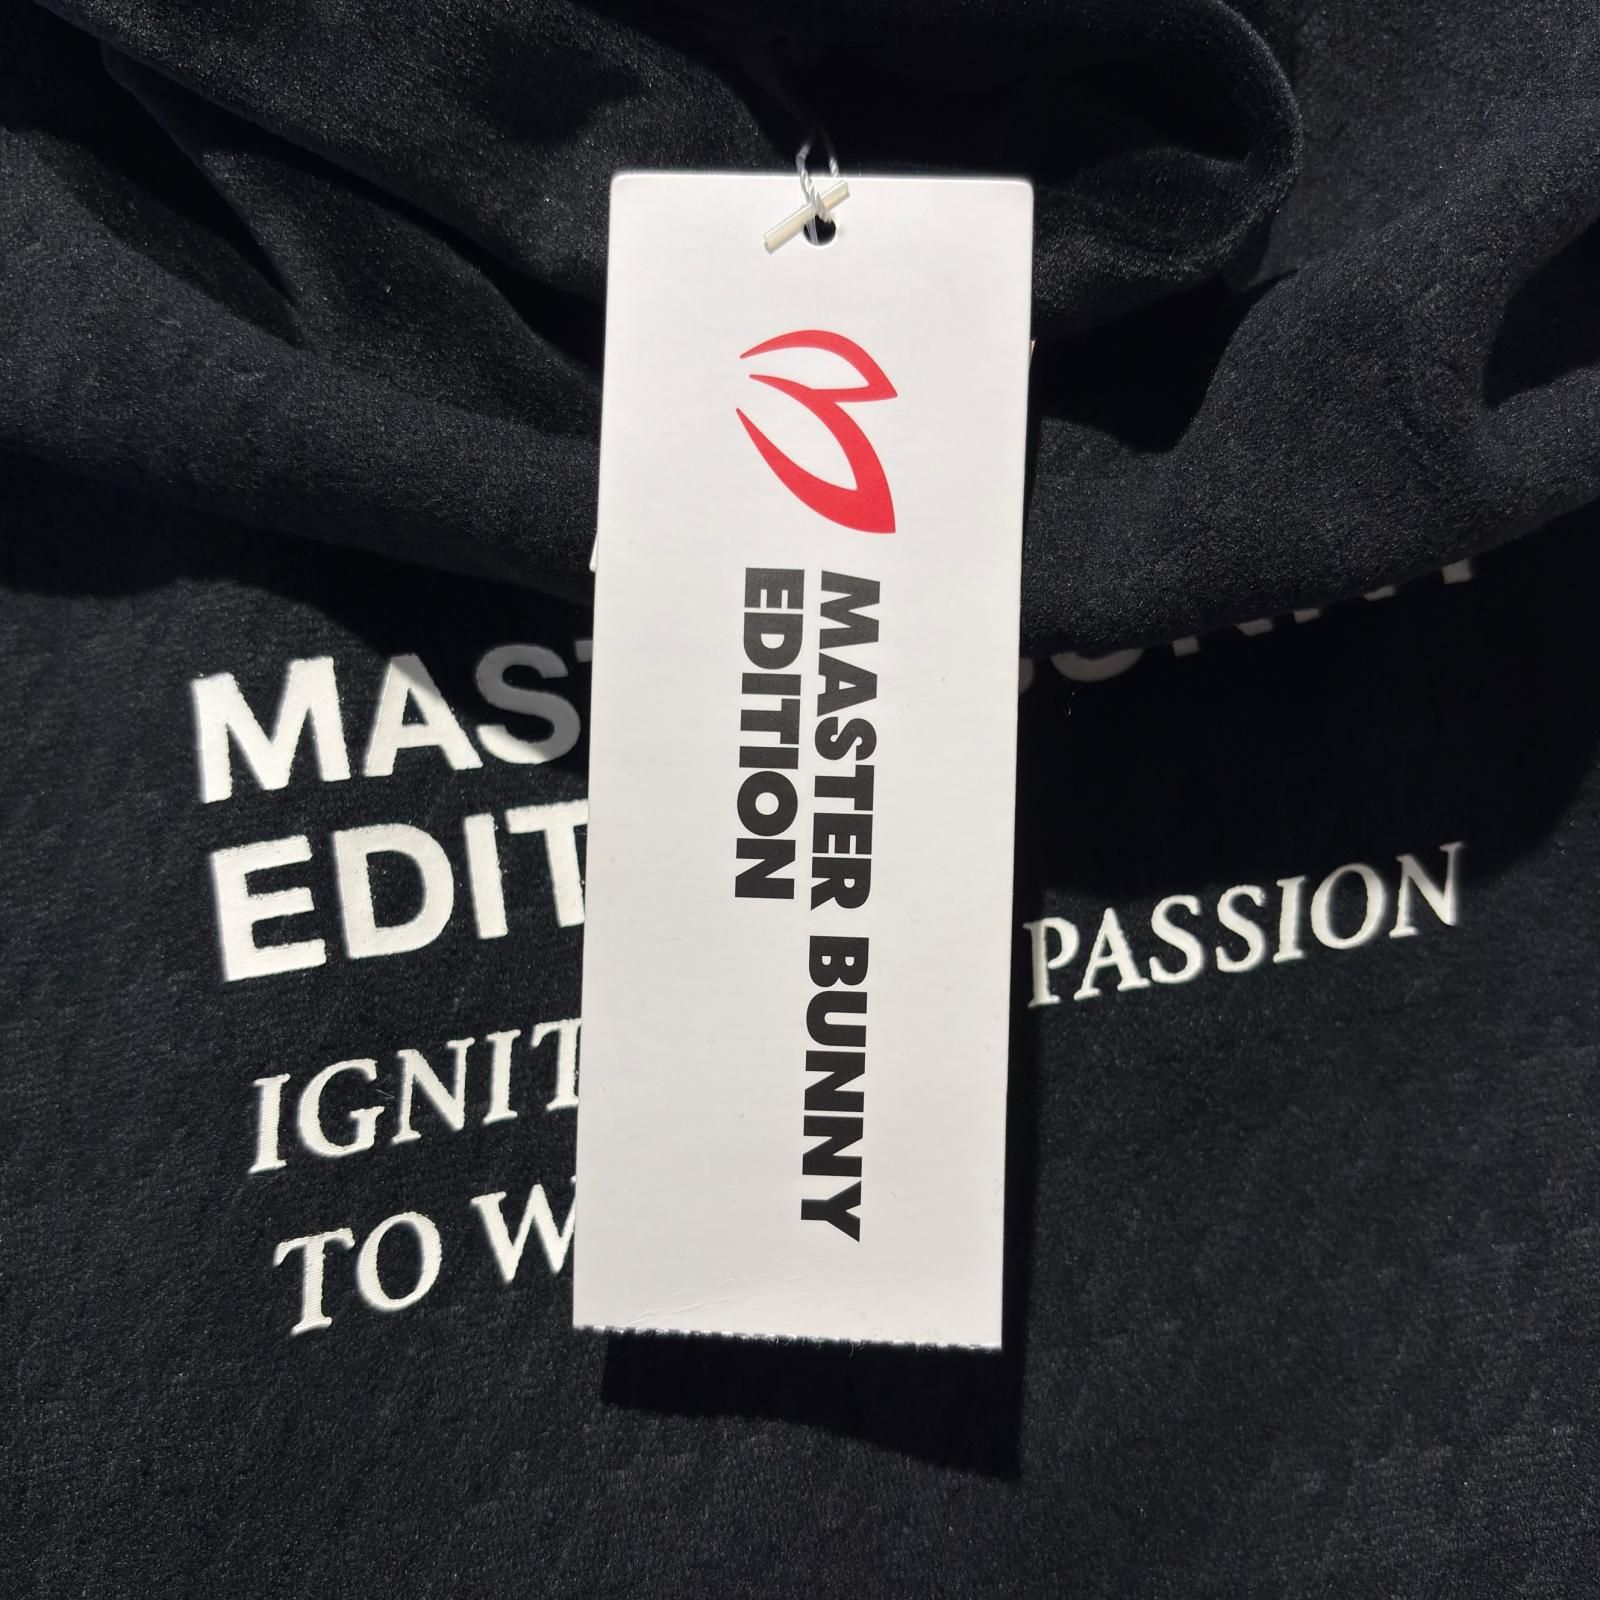 MASTER BUNNY
EDITION
MAS
EDIT
IGNIT PASSION
TO W